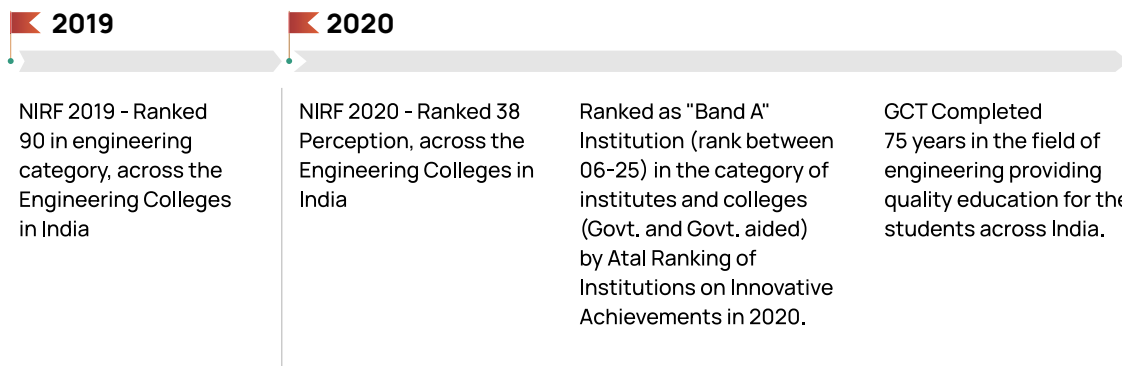 2019
NIRF 2019 - Ranked
90 in engineering
category, across the
Engineering Colleges
in India
2020
NIRF 2020 - Ranked 38
Perception, across the
Engineering Colleges in
India
Ranked as "Band A"
Institution (rank between
06-25) in the category of
institutes and colleges
(Govt. and Govt. aided)
by Atal Ranking of
Institutions on Innovative
Achievements in 2020.
GCT Completed
75 years in the field of
engineering providing
quality education for the
students across India.